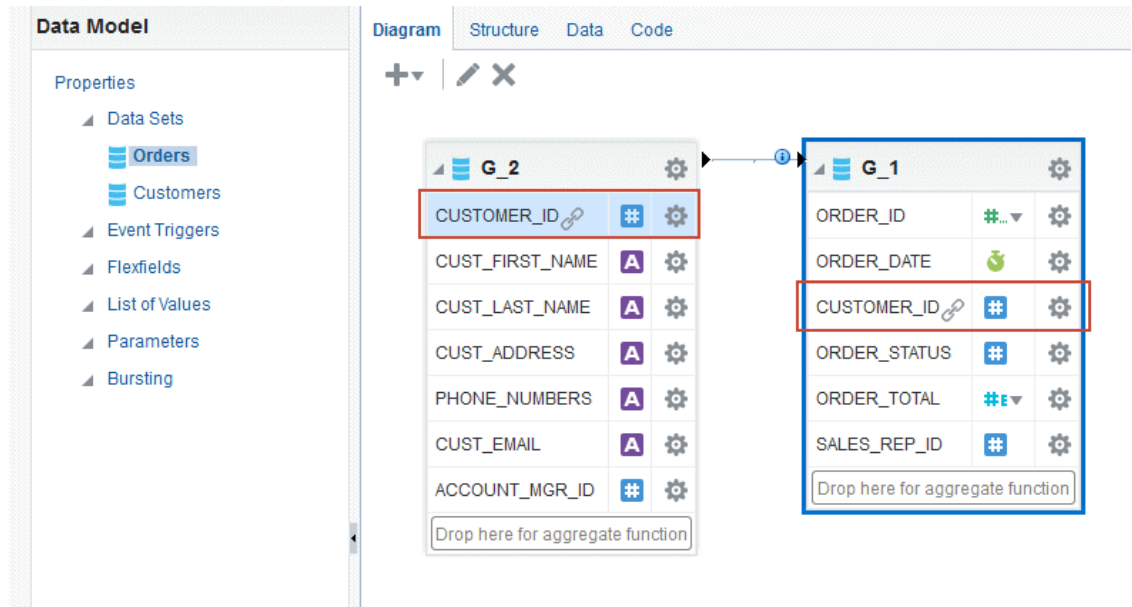 Data Model
Properties
Data Sets
Orders
Customers
Event Triggers
Flexfields
List of Values
Parameters
Bursting
Diagram Structure Data Code
G_2
CUSTOMER_ID #
CUST_FIRST_NAME A
CUST_LAST_NAME A
CUST_ADDRESS A
PHONE_NUMBERS A
CUST_EMAIL A
ACCOUNT_MGR_ID #
Drop here for aggregate function
G_1
ORDER_ID #...
ORDER_DATE
CUSTOMER_ID #
ORDER_STATUS #
ORDER_TOTAL #E
SALES_REP_ID #
Drop here for aggregate function